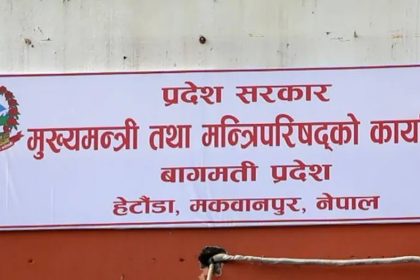 प्रदेश सरकार
मुख्यमन्त्री तथा मन्त्रिपरिषद्को
बागमती प्रदेश
हेटौंडा, मकवानपुर, नेपाल